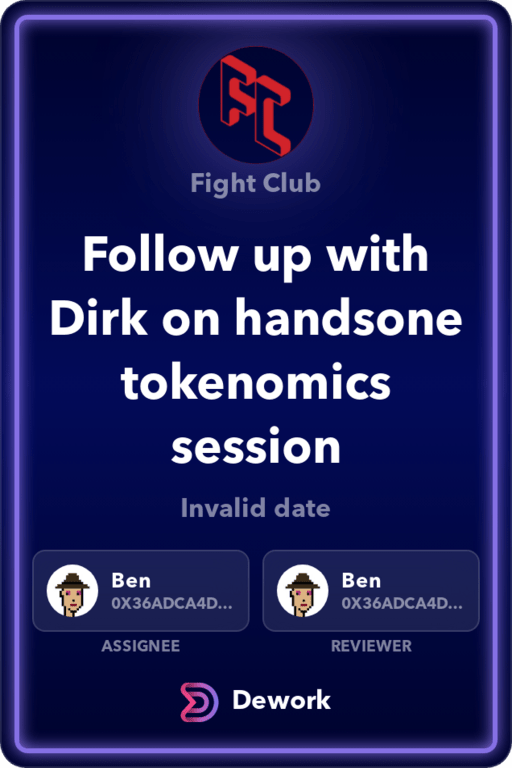 FC
Fight Club
Follow up with
Dirk on handsone
tokenomics
session
Invalid date
Ben
0X36ADCA4D...
ASSIGNEE
Ben
0X36ADCA4D...
REVIEWER
Dework